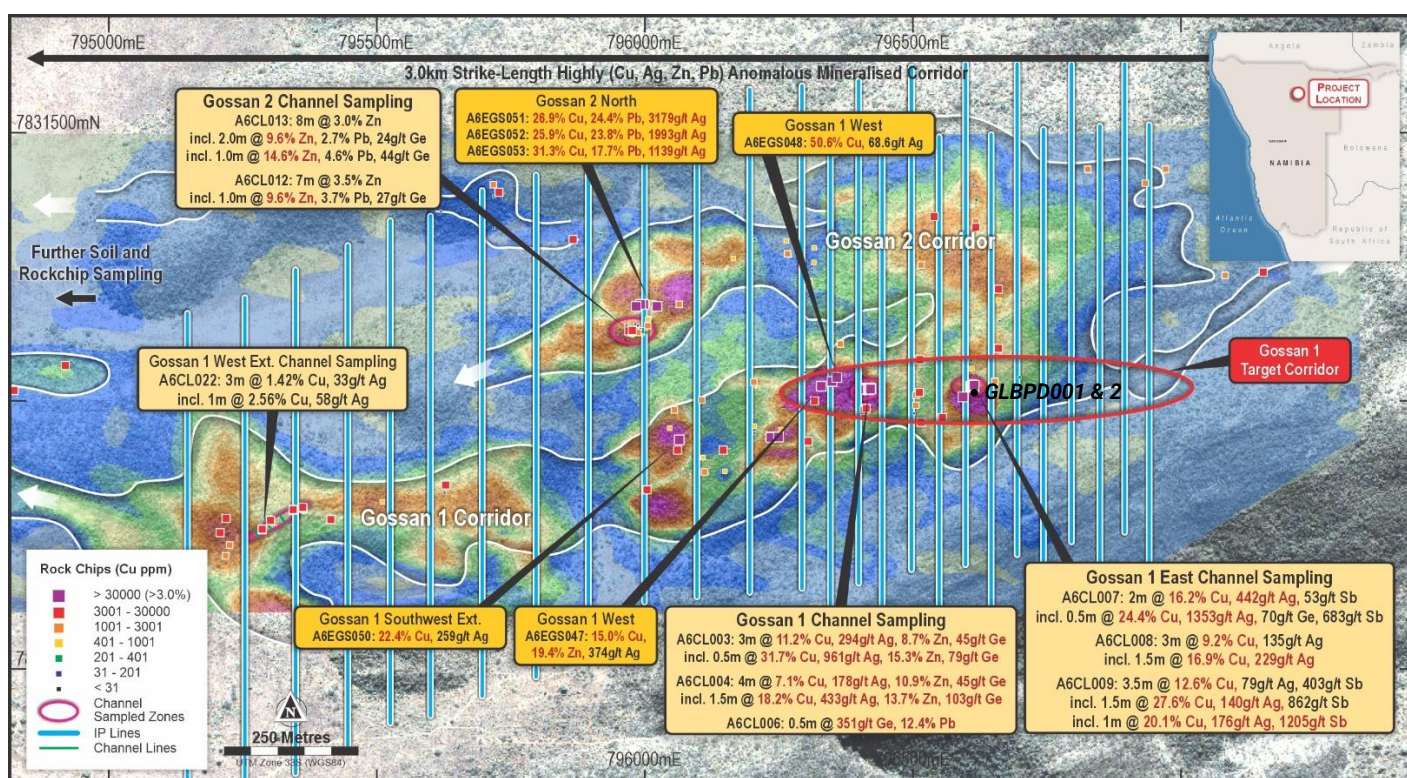 795000mE
795500mE
796000mE
796500mE
3.0km Strike-Length Highly (Cu, Ag, Zn, Pb) Anomalous Mineralised Corridor
7831500mN
Gossan 2 Channel Sampling
A6CL013: 8m @ 3.0% Zn
incl. 2.0m @ 9.6% Zn, 2.7% Pb, 24g/t Ge
incl. 1.0m @ 14.6% Zn, 4.6% Pb, 44g/t Ge
A6CL012: 7m @ 3.5% Zn
incl. 1.0m @ 9.6% Zn, 3.7% Pb, 27g/t Ge
Gossan 2 North
A6EGS051: 26.9% Cu, 24.4% Pb, 3179g/t Ag
A6EGS052: 25.9% Cu, 23.8% Pb, 1993g/t Ag
A6EGS053: 31.3% Cu, 17.7% Pb, 1139g/t Ag
Gossan 1 West
A6EGS048: 50.6% Cu, 68.6g/t Ag
Angola
Zambia
PROJECT
LOCATION
NAMIBIA
Botswana
Atlantic
Ocean
Republic of
South Africa
Further Soil and
Rockchip Sampling
Gossan 2 Corridor
Gossan 1 West Ext. Channel Sampling
A6CL022: 3m @ 1.42% Cu, 33g/t Ag
incl. 1m @ 2.56% Cu, 58g/t Ag
Gossan 1
Target Corridor
GLBPD001 & 2
Gossan 1 Corridor
Rock Chips (Cu ppm)
> 30000 (>3.0%)
3001 - 30000
1001 - 3001
401 - 1001
201 - 401
31 - 201
< 31
Channel
Sampled Zones
IP Lines
Channel Lines
N
250 Metres
UTM Zone 33S (WGS84)
Gossan 1 Southwest Ext.
A6EGS050: 22.4% Cu, 259g/t Ag
Gossan 1 West
A6EGS047: 15.0% Cu,
19.4% Zn, 374g/t Ag
Gossan 1 Channel Sampling
A6CL003: 3m @ 11.2% Cu, 294g/t Ag, 8.7% Zn, 45g/t Ge
incl. 0.5m @ 31.7% Cu, 961g/t Ag, 15.3% Zn, 79g/t Ge
A6CL004: 4m @ 7.1% Cu, 178g/t Ag, 10.9% Zn, 45g/t Ge
incl. 1.5m @ 18.2% Cu, 433g/t Ag, 13.7% Zn, 103g/t Ge
A6CL006: 0.5m @ 351g/t Ge, 12.4% Pb
Gossan 1 East Channel Sampling
A6CL007: 2m @ 16.2% Cu, 442g/t Ag, 53g/t Sb
incl. 0.5m @ 24.4% Cu, 1353g/t Ag, 70g/t Ge, 683g/t Sb
A6CL008: 3m @ 9.2% Cu, 135g/t Ag
incl. 1.5m @ 16.9% Cu, 229g/t Ag
A6CL009: 3.5m @ 12.6% Cu, 79g/t Ag, 403g/t Sb
incl. 1.5m @ 27.6% Cu, 140g/t Ag, 862g/t Sb
incl. 1m @ 20.1% Cu, 176g/t Ag, 1205g/t Sb
796000mE